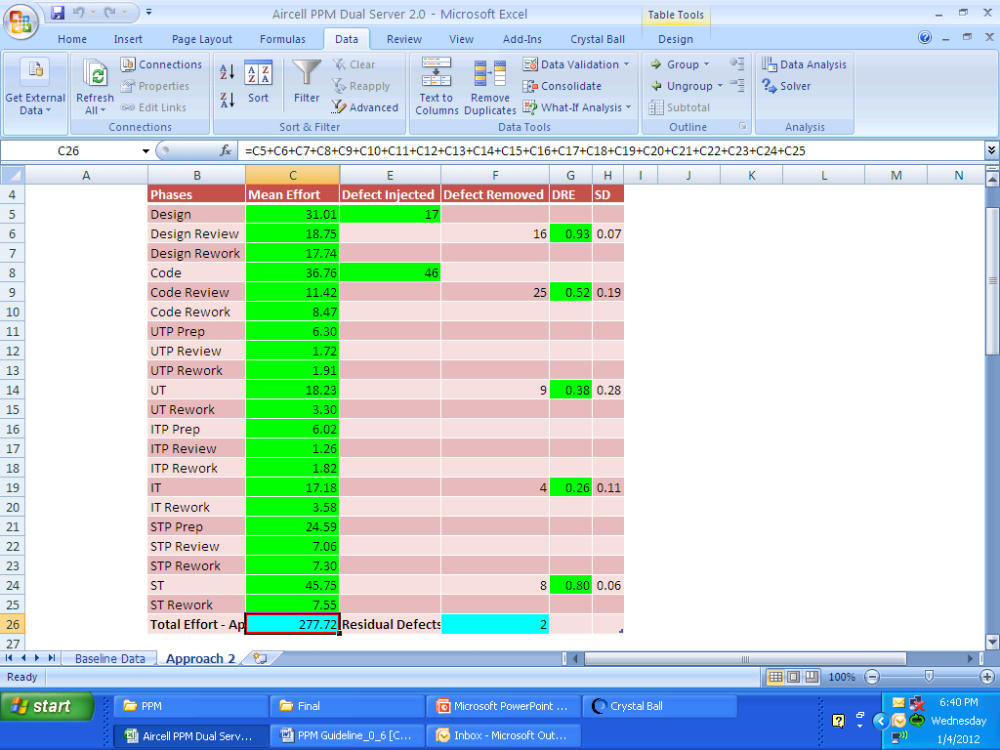 Aircell PPM Dual Server 2.0 - Microsoft Excel
Table Tools
Home Insert Page Layout Formulas Data Review View Add-Ins Crystal Ball Design
Get External Data
Refresh All
Connections
Properties
Edit Links
Connections
Sort
Filter
Clear
Reapply
Advanced
Sort & Filter
Text to Columns
Remove Duplicates
Data Validation
Consolidate
What-If Analysis
Data Tools
Group
Ungroup
Subtotal
Outline
Data Analysis
Solver
Analysis
C26 fx =C5+C6+C7+C8+C9+C10+C11+C12+C13+C14+C15+C16+C17+C18+C19+C20+C21+C22+C23+C24+C25
A B C E F G H I J K L M N
4 Phases Mean Effort Defect Injected Defect Removed DRE SD
5 Design 31.01 17
6 Design Review 18.75 16 0.93 0.07
7 Design Rework 17.74
8 Code 36.76 46
9 Code Review 11.42 25 0.52 0.19
10 Code Rework 8.47
11 UTP Prep 6.30
12 UTP Review 1.72
13 UTP Rework 1.91
14 UT 18.23 9 0.38 0.28
15 UT Rework 3.30
16 ITP Prep 6.02
17 ITP Review 1.26
18 ITP Rework 1.82
19 IT 17.18 4 0.26 0.11
20 IT Rework 3.58
21 STP Prep 24.59
22 STP Review 7.06
23 STP Rework 7.30
24 ST 45.75 8 0.80 0.06
25 ST Rework 7.55
26 Total Effort - Ap 277.72 Residual Defects 2
27
Baseline Data Approach 2
Ready 100%
start PPM Final Microsoft PowerPoint ... Crystal Ball 6:40 PM
Wednesday
Aircell PPM Dual Serv... PPM Guideline_0_6 [C... Inbox - Microsoft Out... 1/4/2012